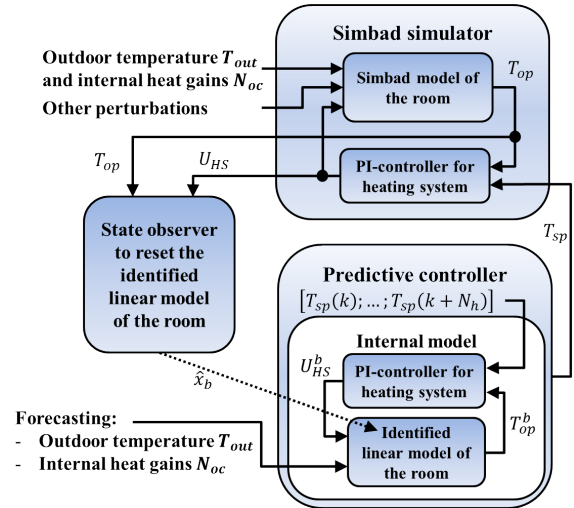 Simbad simulator
Outdoor temperature T_out
and internal heat gains N_oc
Other perturbations
Simbad model of
the room
T_op
PI-controller for
heating system
T_op
U_HS
T_sp
State observer
to reset the
identified
linear model
of the room
Predictive controller
[T_sp(k); …; T_sp(k + N_h)]
Internal model
U_HS^b
PI-controller for
heating system
x̂_b
T_op^b
Identified
linear model of
the room
Forecasting:
- Outdoor temperature T_out
- Internal heat gains N_oc